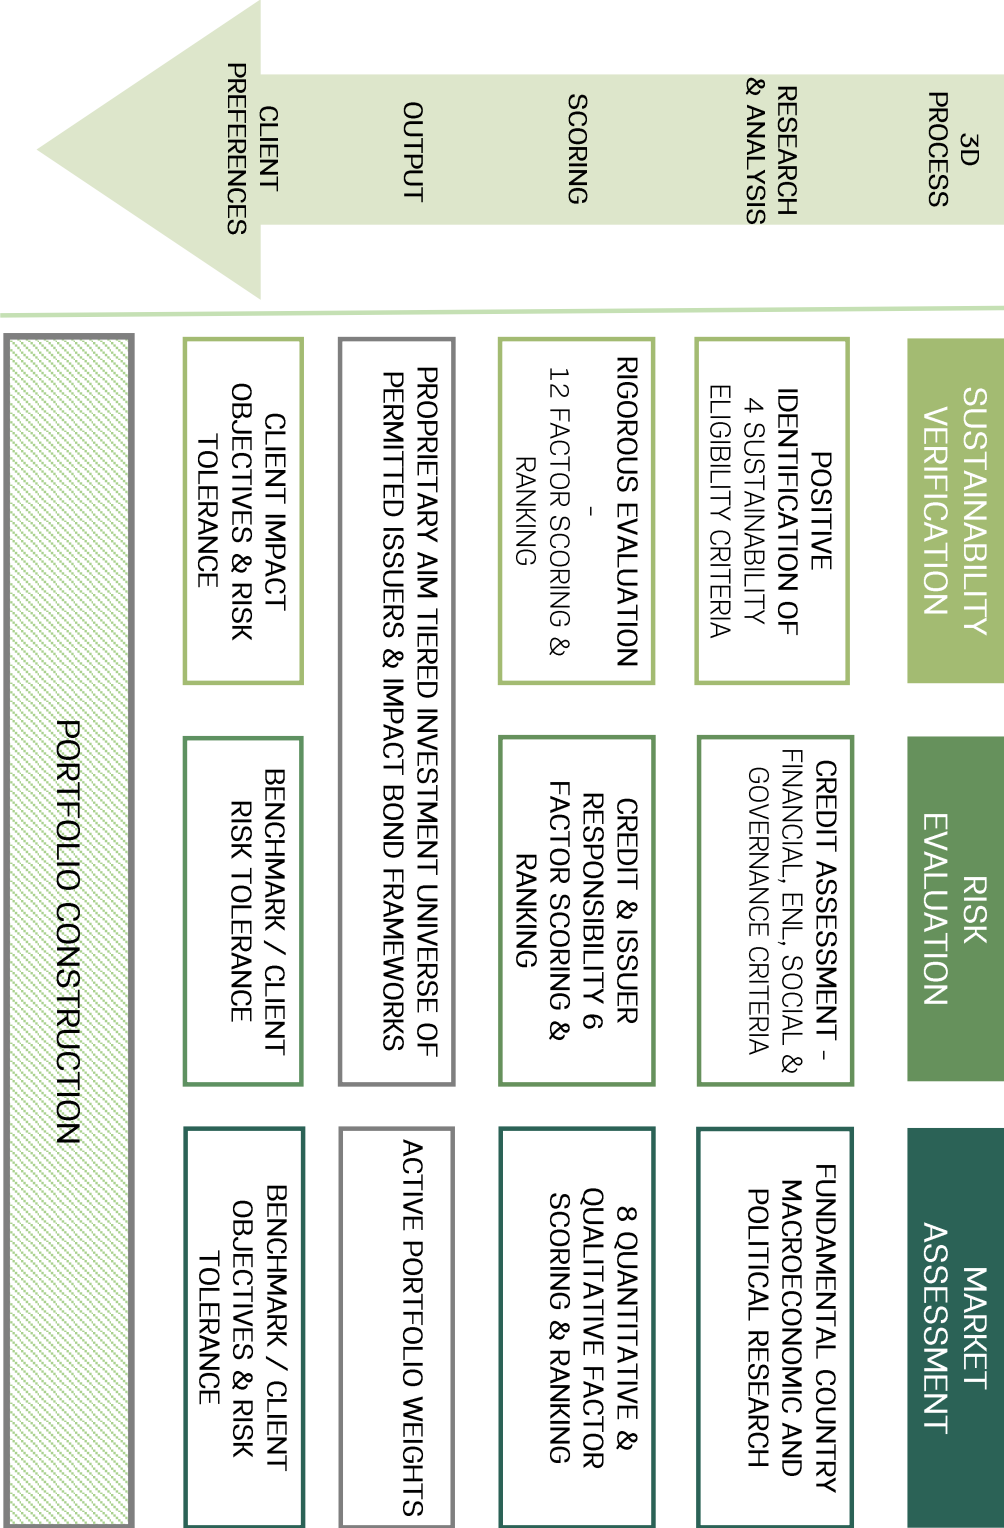 3D
PROCESS
SUSTAINABILITY
VERIFICATION
RISK
EVALUATION
MARKET
ASSESSMENT
RESEARCH
& ANALYSIS
POSITIVE
IDENTIFICATION OF
4 SUSTAINABILITY
ELIGIBILITY CRITERIA
CREDIT ASSESSMENT -
FINANCIAL, ENL, SOCIAL &
GOVERNANCE CRITERIA
FUNDAMENTAL COUNTRY
MACROECONOMIC AND
POLITICAL RESEARCH
SCORING
RIGOROUS EVALUATION
-
12 FACTOR SCORING &
RANKING
CREDIT & ISSUER
RESPONSIBILITY 6
FACTOR SCORING &
RANKING
8 QUANTITATIVE &
QUALITATIVE FACTOR
SCORING & RANKING
OUTPUT
PROPRIETARY AIM TIERED INVESTMENT UNIVERSE OF
PERMITTED ISSUERS & IMPACT BOND FRAMEWORKS
ACTIVE PORTFOLIO WEIGHTS
CLIENT
PREFERENCES
CLIENT IMPACT
OBJECTIVES & RISK
TOLERANCE
BENCHMARK / CLIENT
RISK TOLERANCE
BENCHMARK / CLIENT
OBJECTIVES & RISK
TOLERANCE
PORTFOLIO CONSTRUCTION